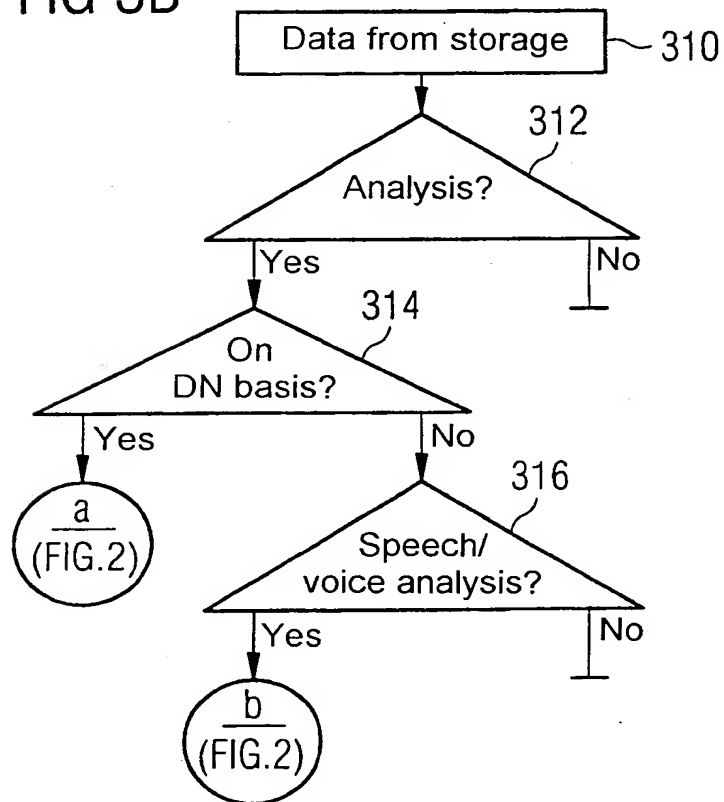 FIG 3B
Data from storage
310
312
Analysis?
Yes
No
314
On
DN basis?
Yes
No
a
(FIG.2)
316
Speech/
voice analysis?
Yes
No
b
(FIG.2)